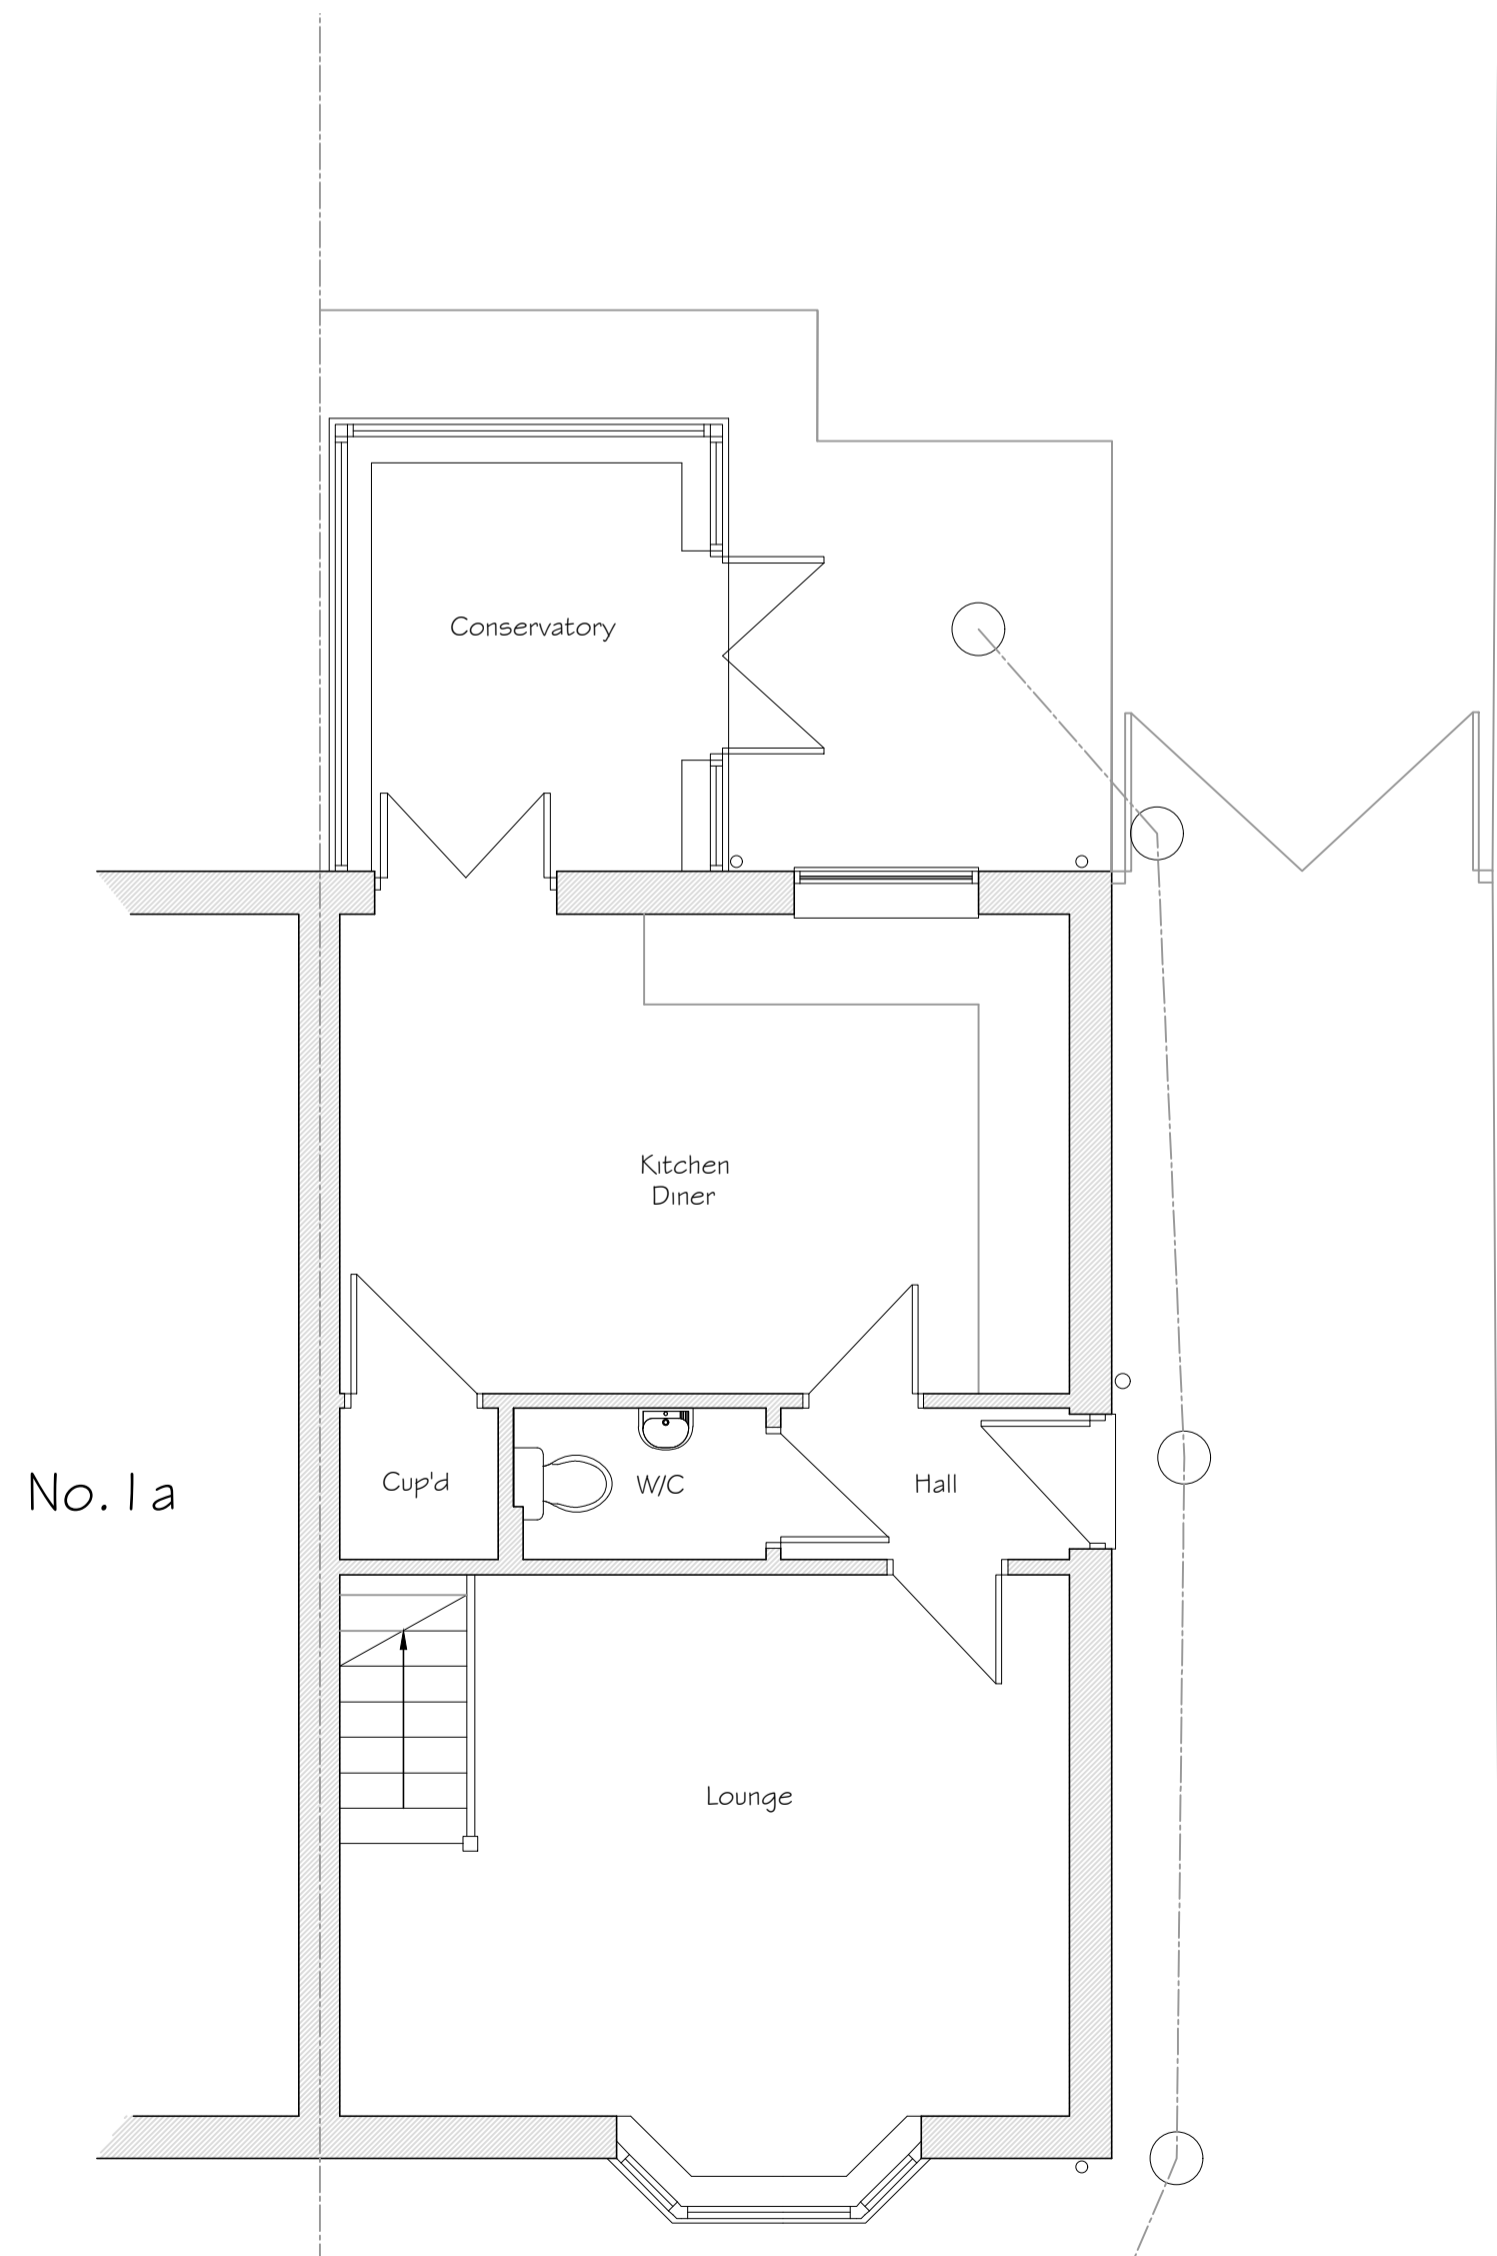 Conservatory
Kitchen
Diner
Cup'd
W/C
Hall
No.1a
Lounge